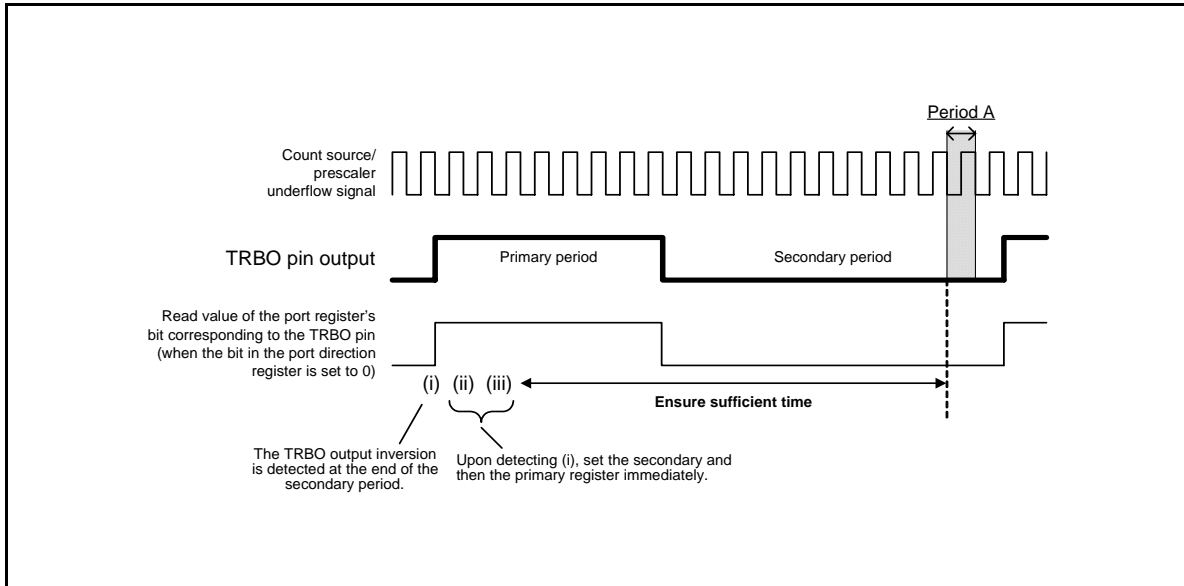 Period A
Count source/
prescaler
underflow signal
TRBO pin output
Primary period
Secondary period
Read value of the port register's
bit corresponding to the TRBO pin
(when the bit in the port direction
register is set to 0)
(i) (ii) (iii)
Ensure sufficient time
The TRBO output inversion
is detected at the end of the
secondary period.
Upon detecting (i), set the secondary and
then the primary register immediately.